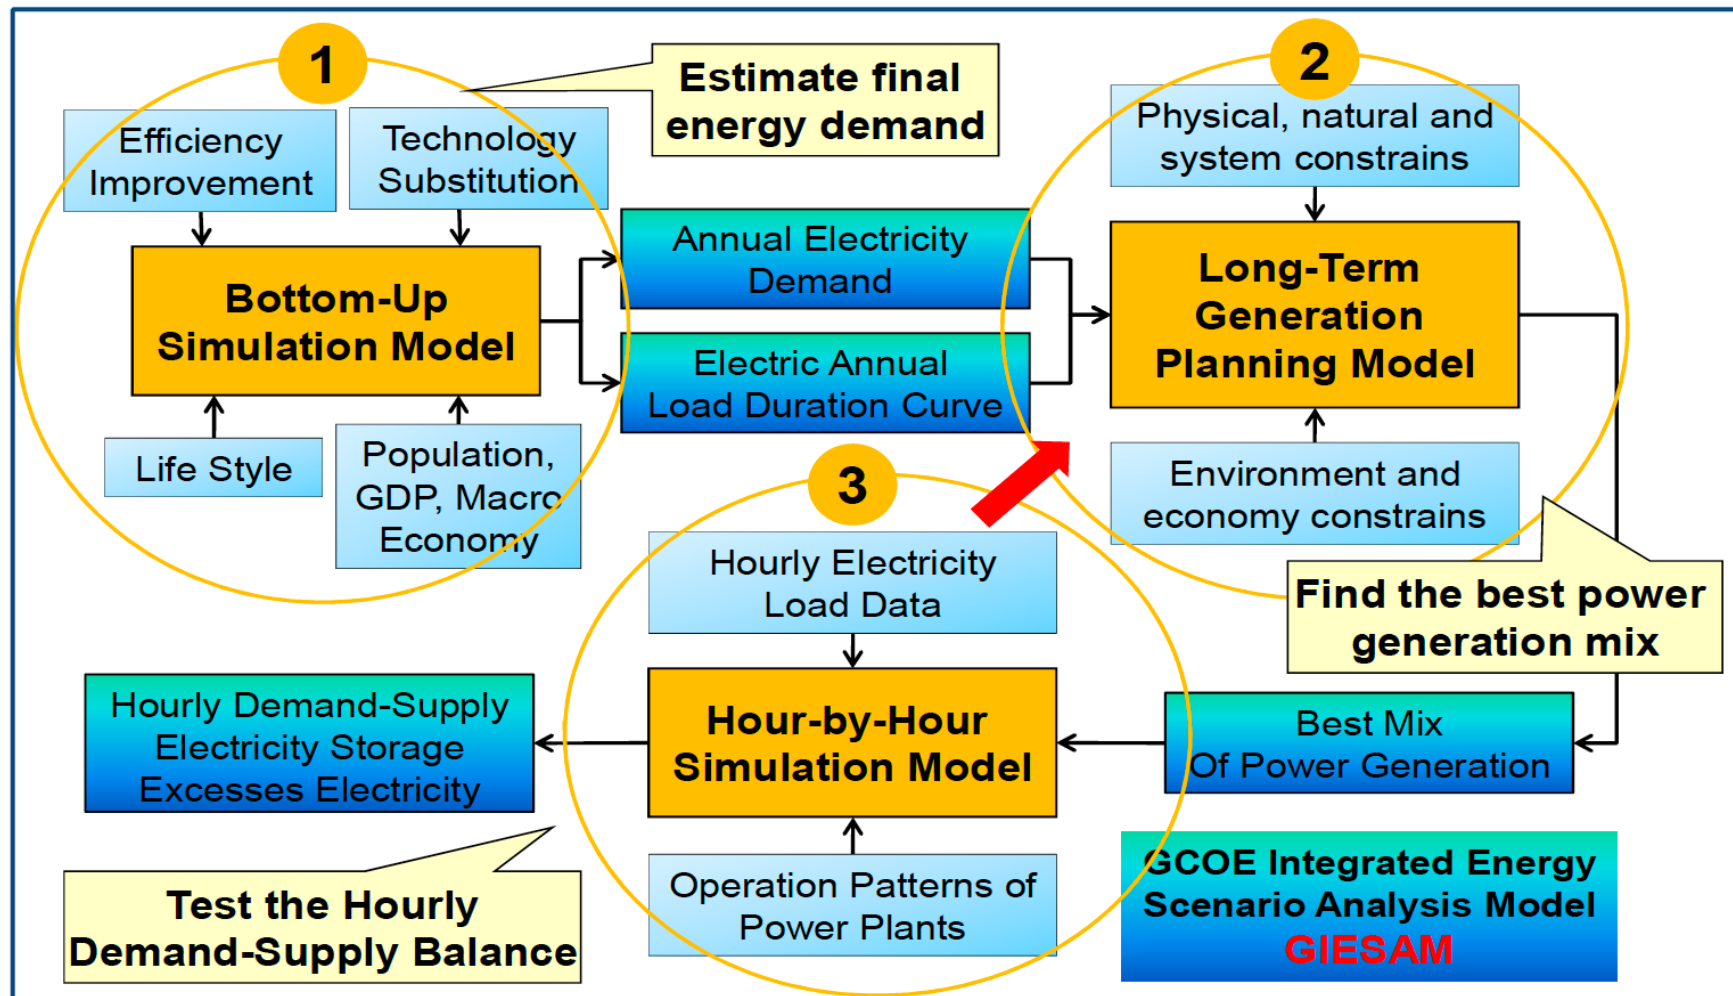 1
Estimate final
energy demand
2
Efficiency
Improvement
Technology
Substitution
Physical, natural and
system constrains
Annual Electricity
Demand
Bottom-Up
Simulation Model
Long-Term
Generation
Planning Model
Electric Annual
Load Duration Curve
Life Style
Population,
GDP, Macro
Economy
3
Environment and
economy constrains
Hourly Electricity
Load Data
Find the best power
generation mix
Hourly Demand-Supply
Electricity Storage
Excesses Electricity
Hour-by-Hour
Simulation Model
Best Mix
Of Power Generation
Test the Hourly
Demand-Supply Balance
Operation Patterns of
Power Plants
GCOE Integrated Energy
Scenario Analysis Model
GIESAM